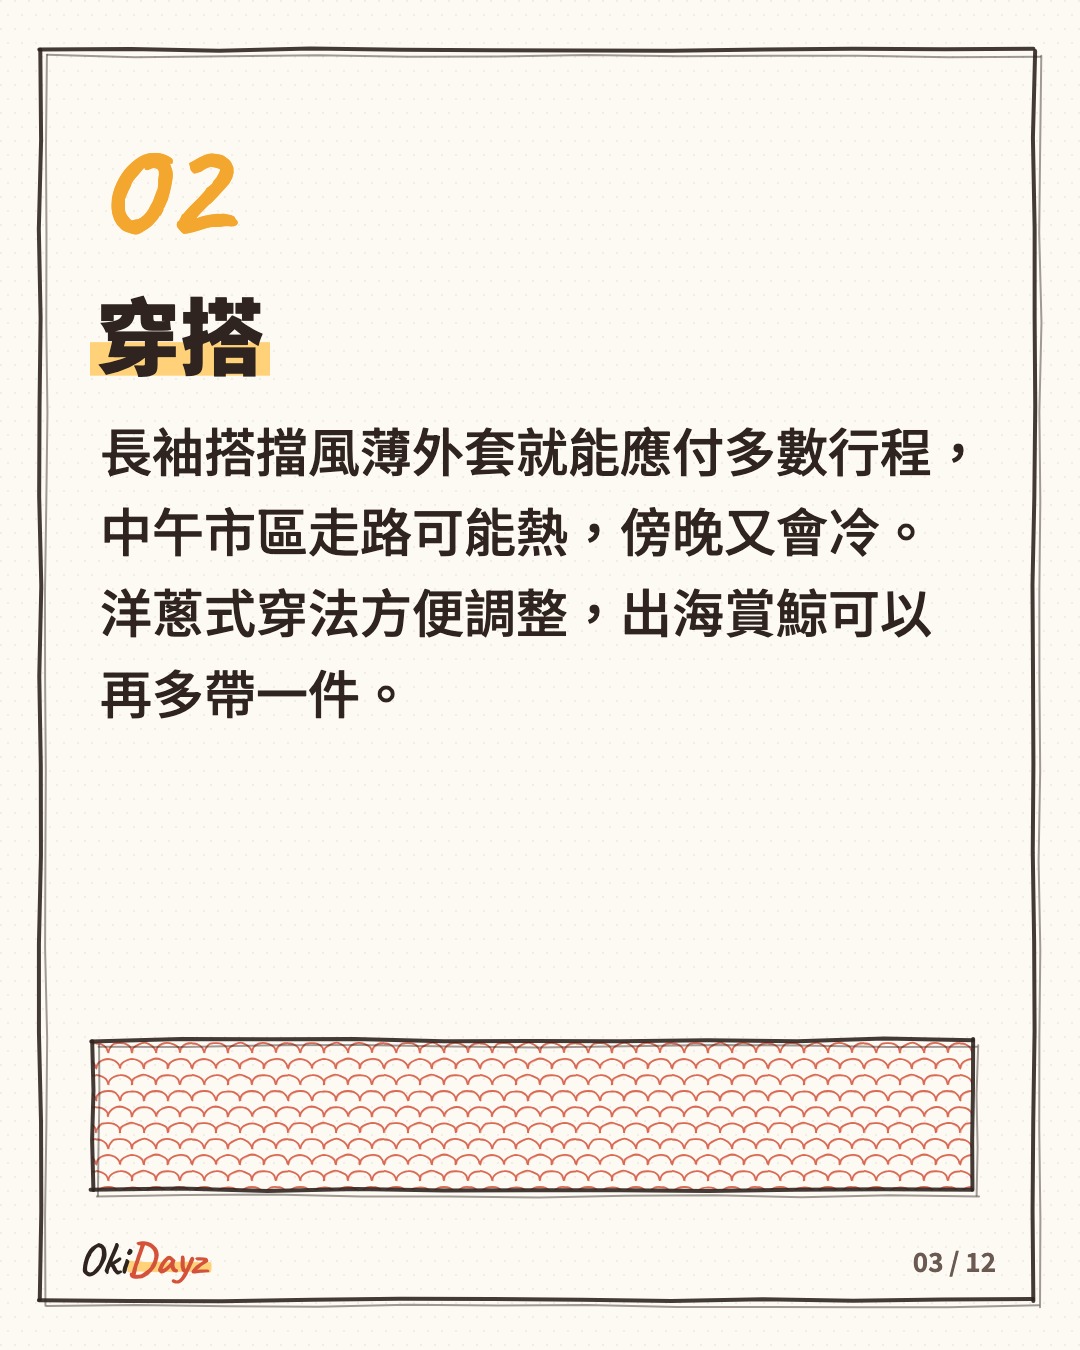 02
穿搭
長袖搭擋風薄外套就能應付多數行程，
中午市區走路可能熱，傍晚又會冷。
洋蔥式穿法方便調整，出海賞鯨可以
再多帶一件。
OkiDayz
03 / 12